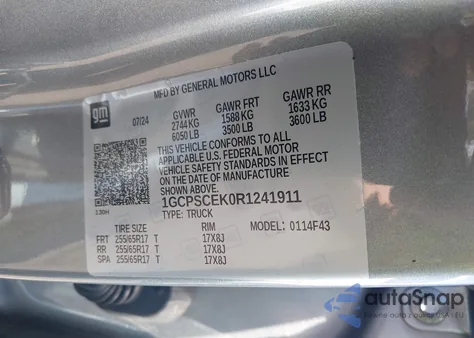 MFD BY GENERAL MOTORS LLC
gm
07/24
GVWR GAWR FRT GAWR RR
2744 KG 1588 KG 1633 KG
6050 LB 3500 LB 3600 LB
THIS VEHICLE CONFORMS TO ALL
APPLICABLE U.S. FEDERAL MOTOR
VEHICLE SAFETY STANDARDS IN EFFECT
ON THE DATE OF MANUFACTURE
SHOWN ABOVE.
1GCPSCEK0R1241911
TYPE: TRUCK
TIRE SIZE RIM MODEL: 0114F43
FRT 255/65R17 T 17X8J
RR 255/65R17 T 17X8J
SPA 255/65R17 T 17X8J
autoSnap